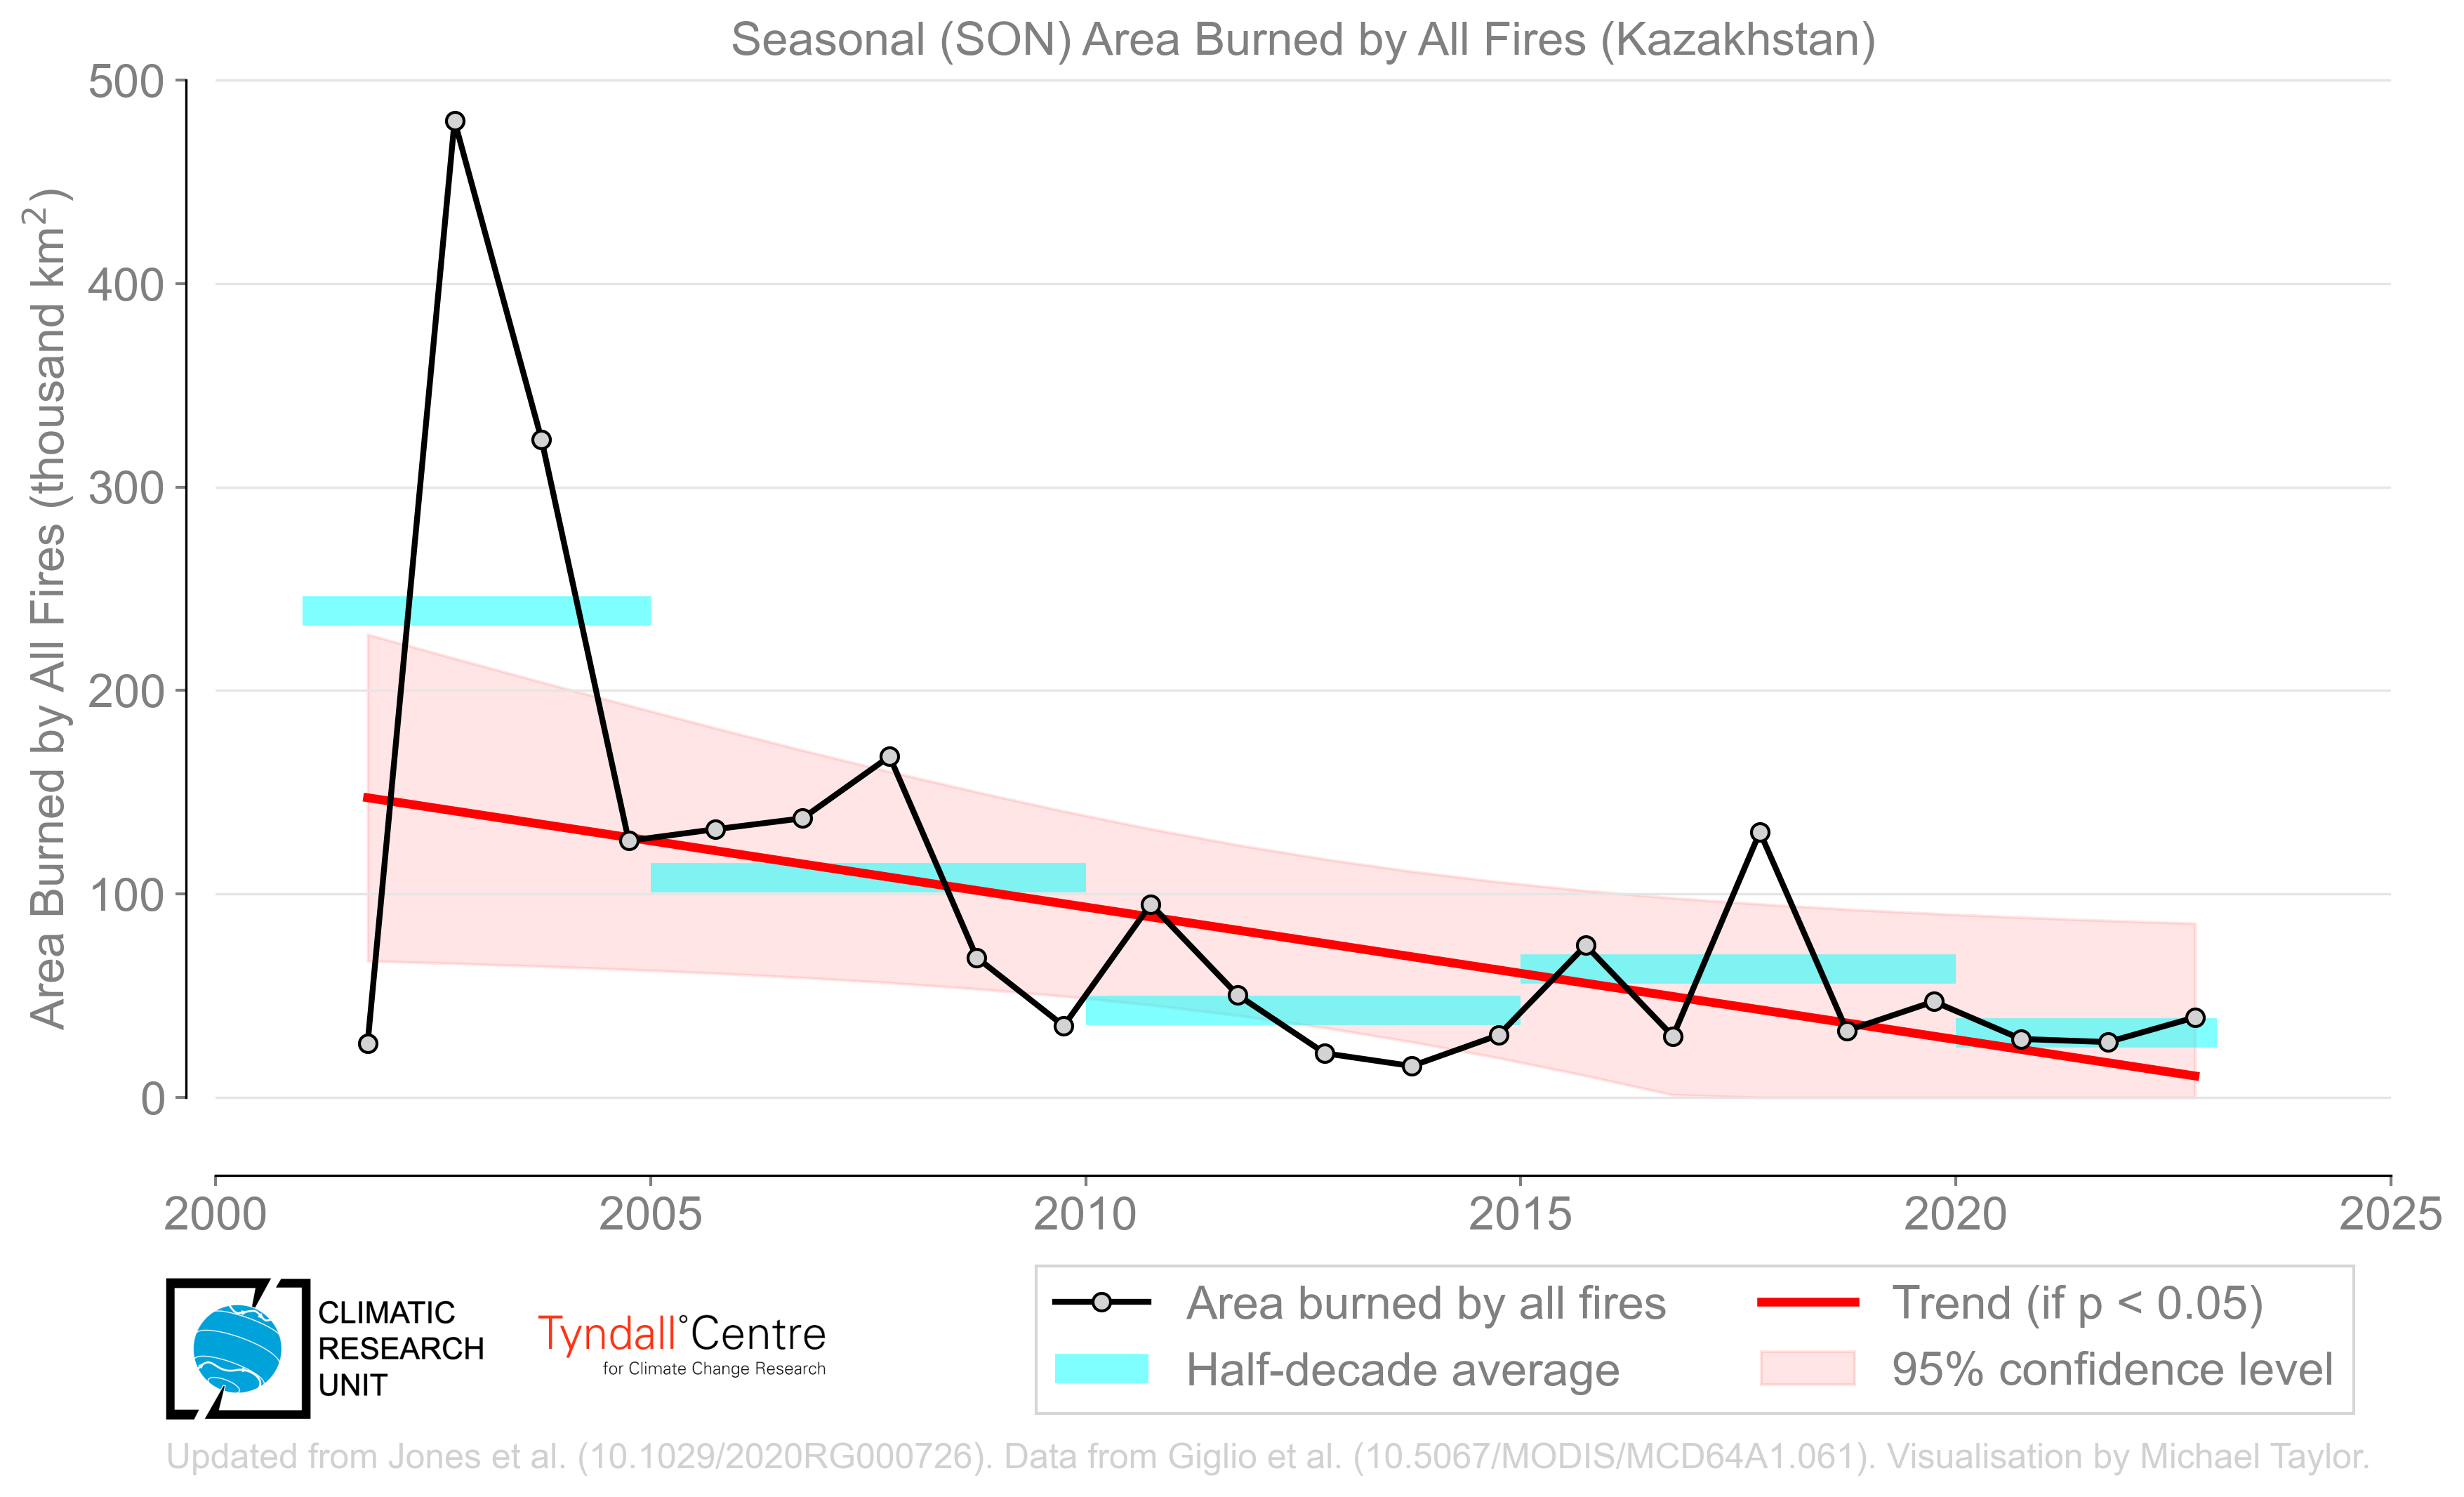 Seasonal (SON) Area Burned by All Fires (Kazakhstan)
Area Burned by All Fires (thousand km²)
500
400
300
200
100
0
2000 2005 2010 2015 2020 2025
CLIMATIC
RESEARCH
UNIT
Tyndall°Centre
for Climate Change Research
Area burned by all fires
Half-decade average
Trend (if p < 0.05)
95% confidence level
Updated from Jones et al. (10.1029/2020RG000726). Data from Giglio et al. (10.5067/MODIS/MCD64A1.061). Visualisation by Michael Taylor.